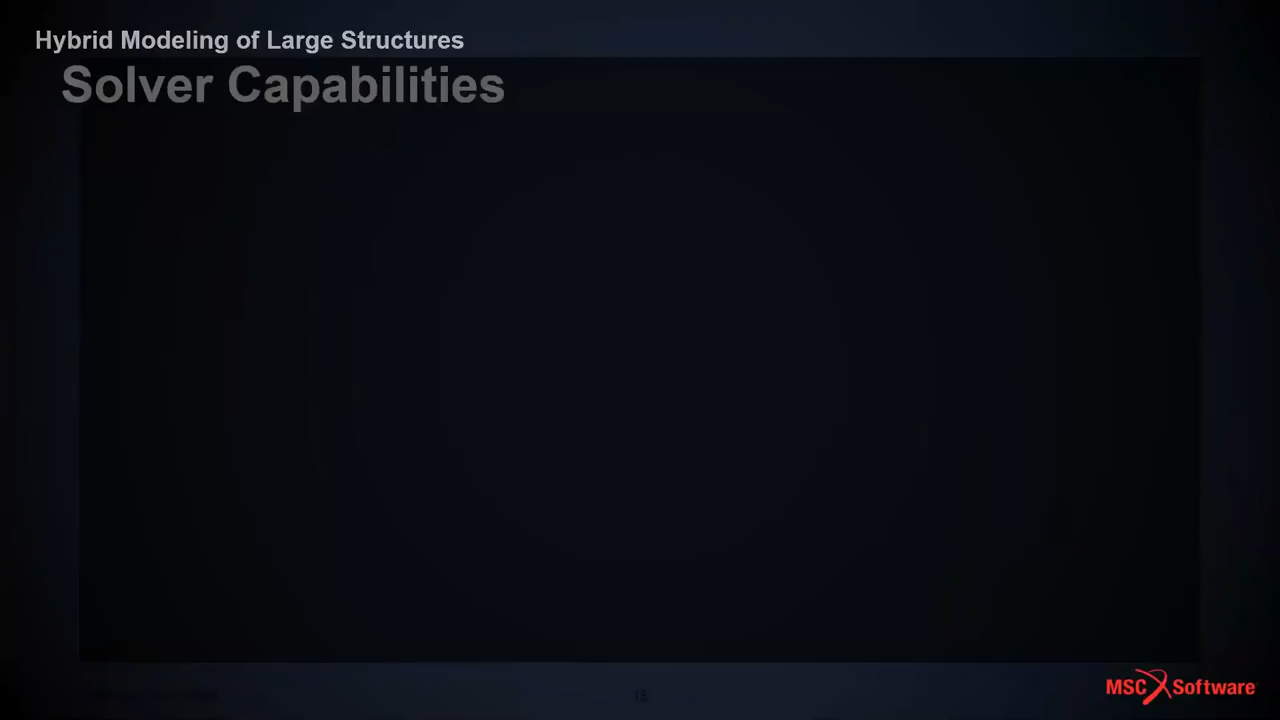 Hybrid Modeling of Large Structures
Solver Capabilities
MSC Software